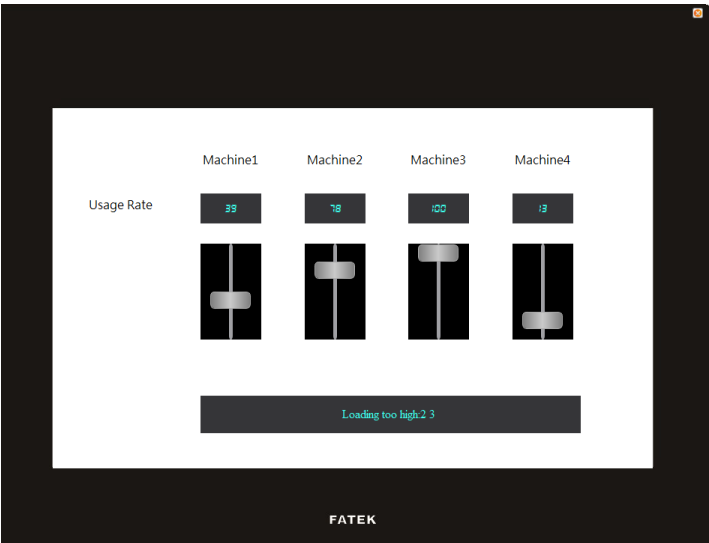 Machine1 Machine2 Machine3 Machine4
Usage Rate 39 78 100 13
Loading too high:2 3
FATEK